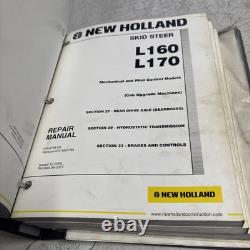 NEW HOLLAND
SKID STEER
L160
L170
Mechanical and Pilot Control Models
(Cab Upgrade Machines)
SECTION 27 - REAR DRIVE AXLE (GEARBOXES)
SECTION 29 - HYDROSTATIC TRANSMISSION
SECTION 33 - BRAKES AND CONTROLS
REPAIR
MANUAL
NEW HOLLAND
www.newhollandconstruction.com